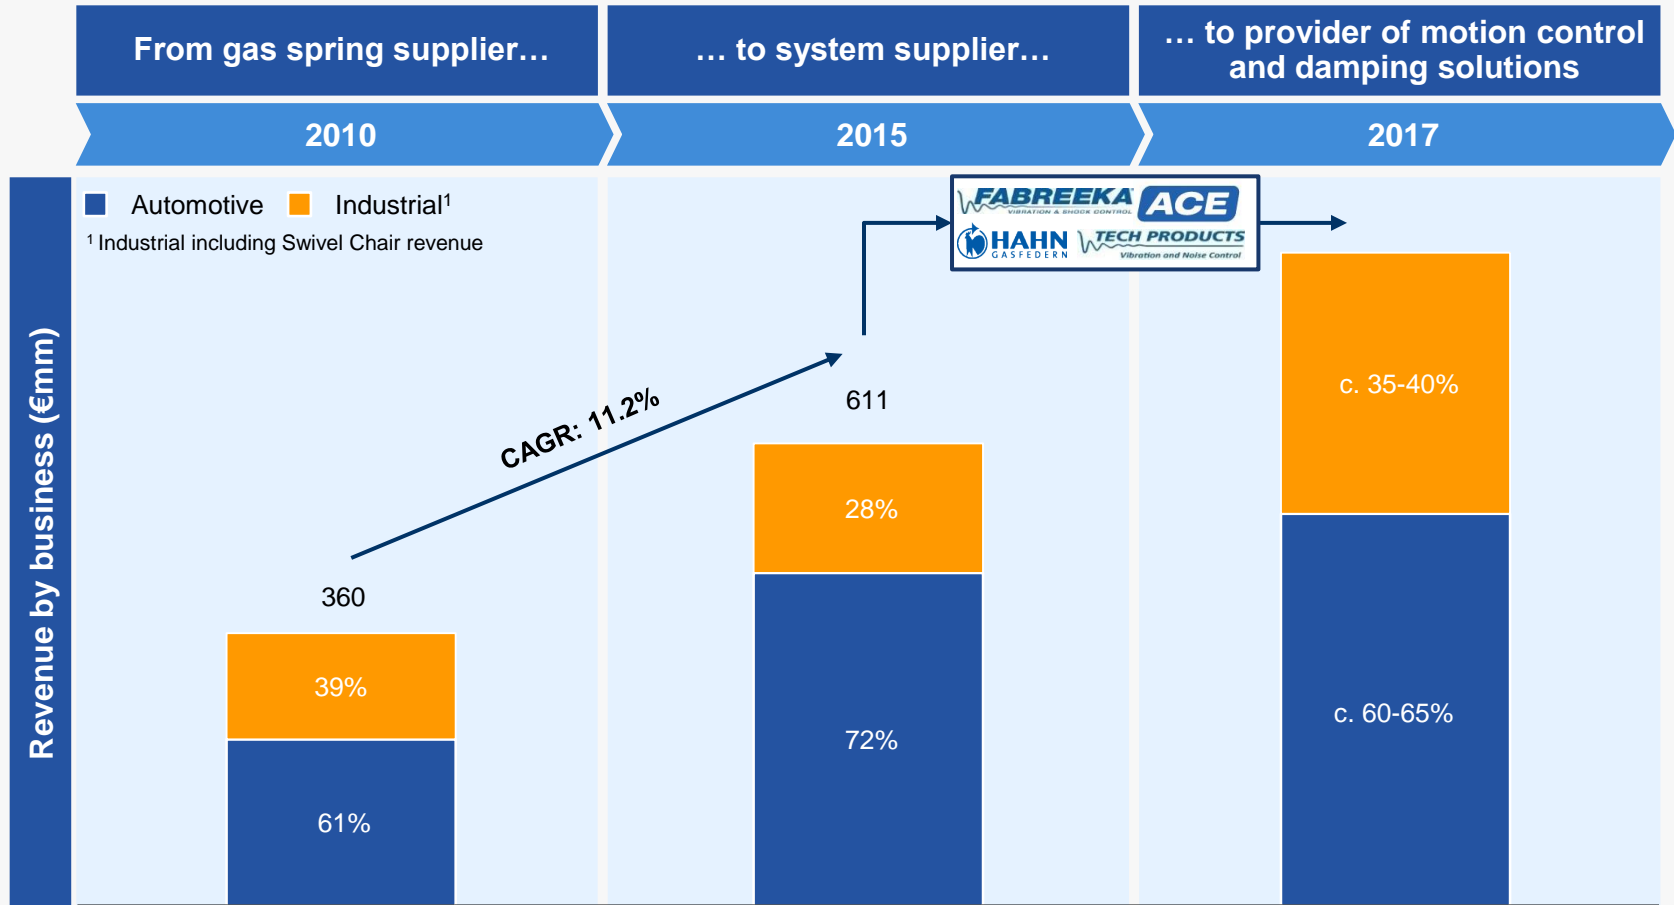 From gas spring supplier…
… to system supplier…
… to provider of motion control
and damping solutions
2010
2015
2017
Revenue by business (€mm)
Automotive
Industrial¹
¹ Industrial including Swivel Chair revenue
FABREEKA
VIBRATION & SHOCK CONTROL
ACE
HAHN
GASFEDERN
TECH PRODUCTS
Vibration and Noise Control
CAGR: 11.2%
360
39%
61%
611
28%
72%
c. 35-40%
c. 60-65%